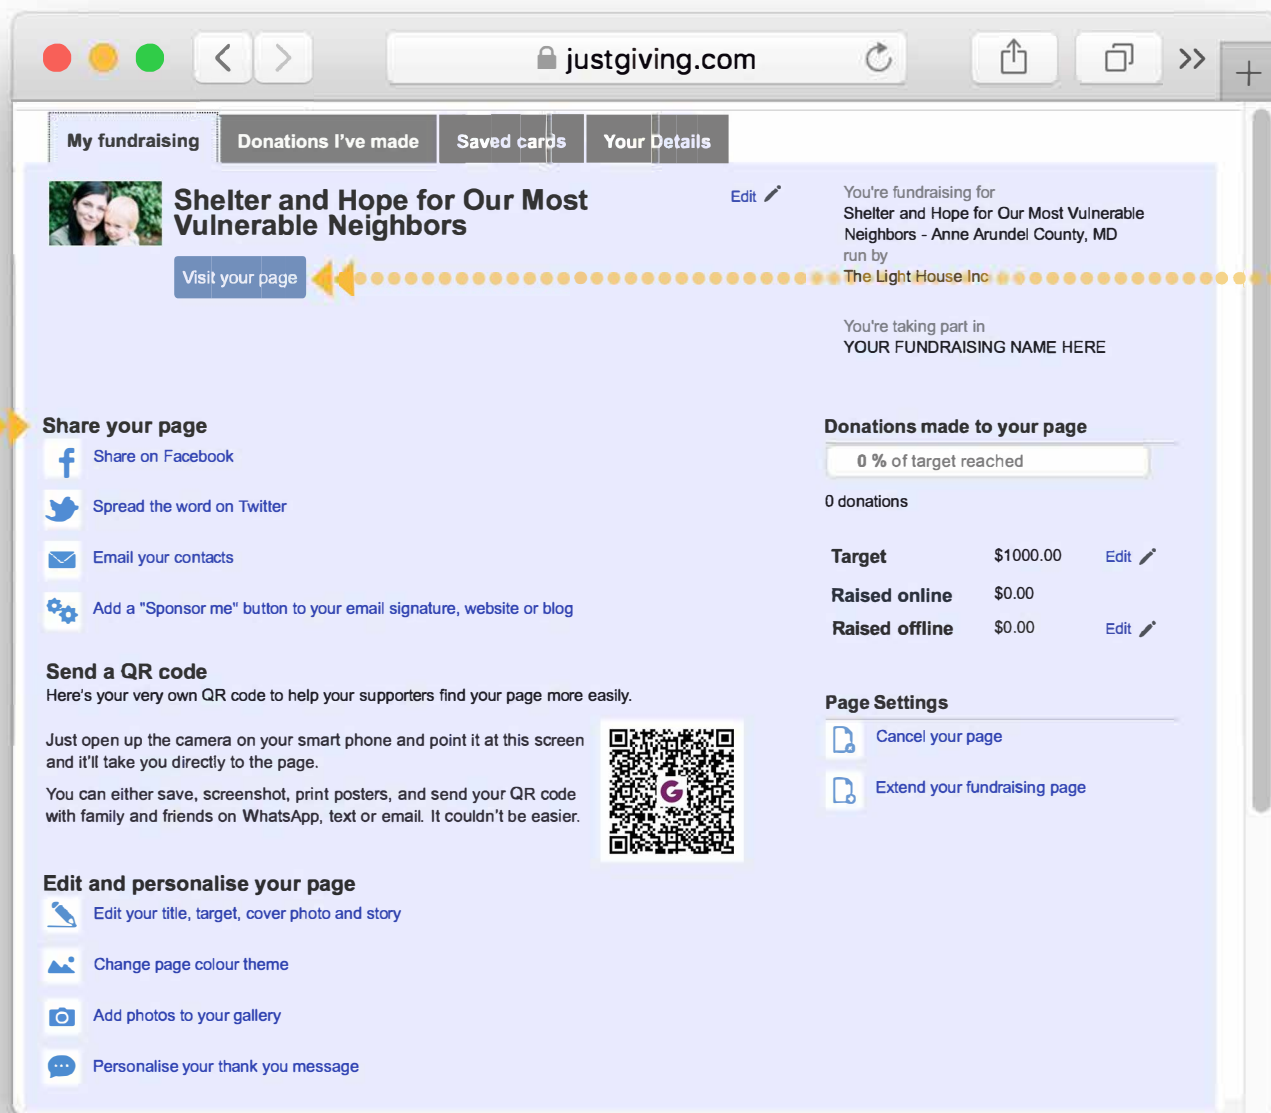 justgiving.com
My fundraising
Donations I've made
Saved cards
Your Details
Shelter and Hope for Our Most
Vulnerable Neighbors
Edit
Visit your page
You're fundraising for
Shelter and Hope for Our Most Vulnerable
Neighbors - Anne Arundel County, MD
run by
The Light House Inc
You're taking part in
YOUR FUNDRAISING NAME HERE
Share your page
Share on Facebook
Spread the word on Twitter
Email your contacts
Add a "Sponsor me" button to your email signature, website or blog
Donations made to your page
0 % of target reached
0 donations
Target $1000.00 Edit
Raised online $0.00
Raised offline $0.00 Edit
Send a QR code
Here's your very own QR code to help your supporters find your page more easily.
Just open up the camera on your smart phone and point it at this screen
and it'll take you directly to the page.
You can either save, screenshot, print posters, and send your QR code
with family and friends on WhatsApp, text or email. It couldn't be easier.
G
Page Settings
Cancel your page
Extend your fundraising page
Edit and personalise your page
Edit your title, target, cover photo and story
Change page colour theme
Add photos to your gallery
Personalise your thank you message